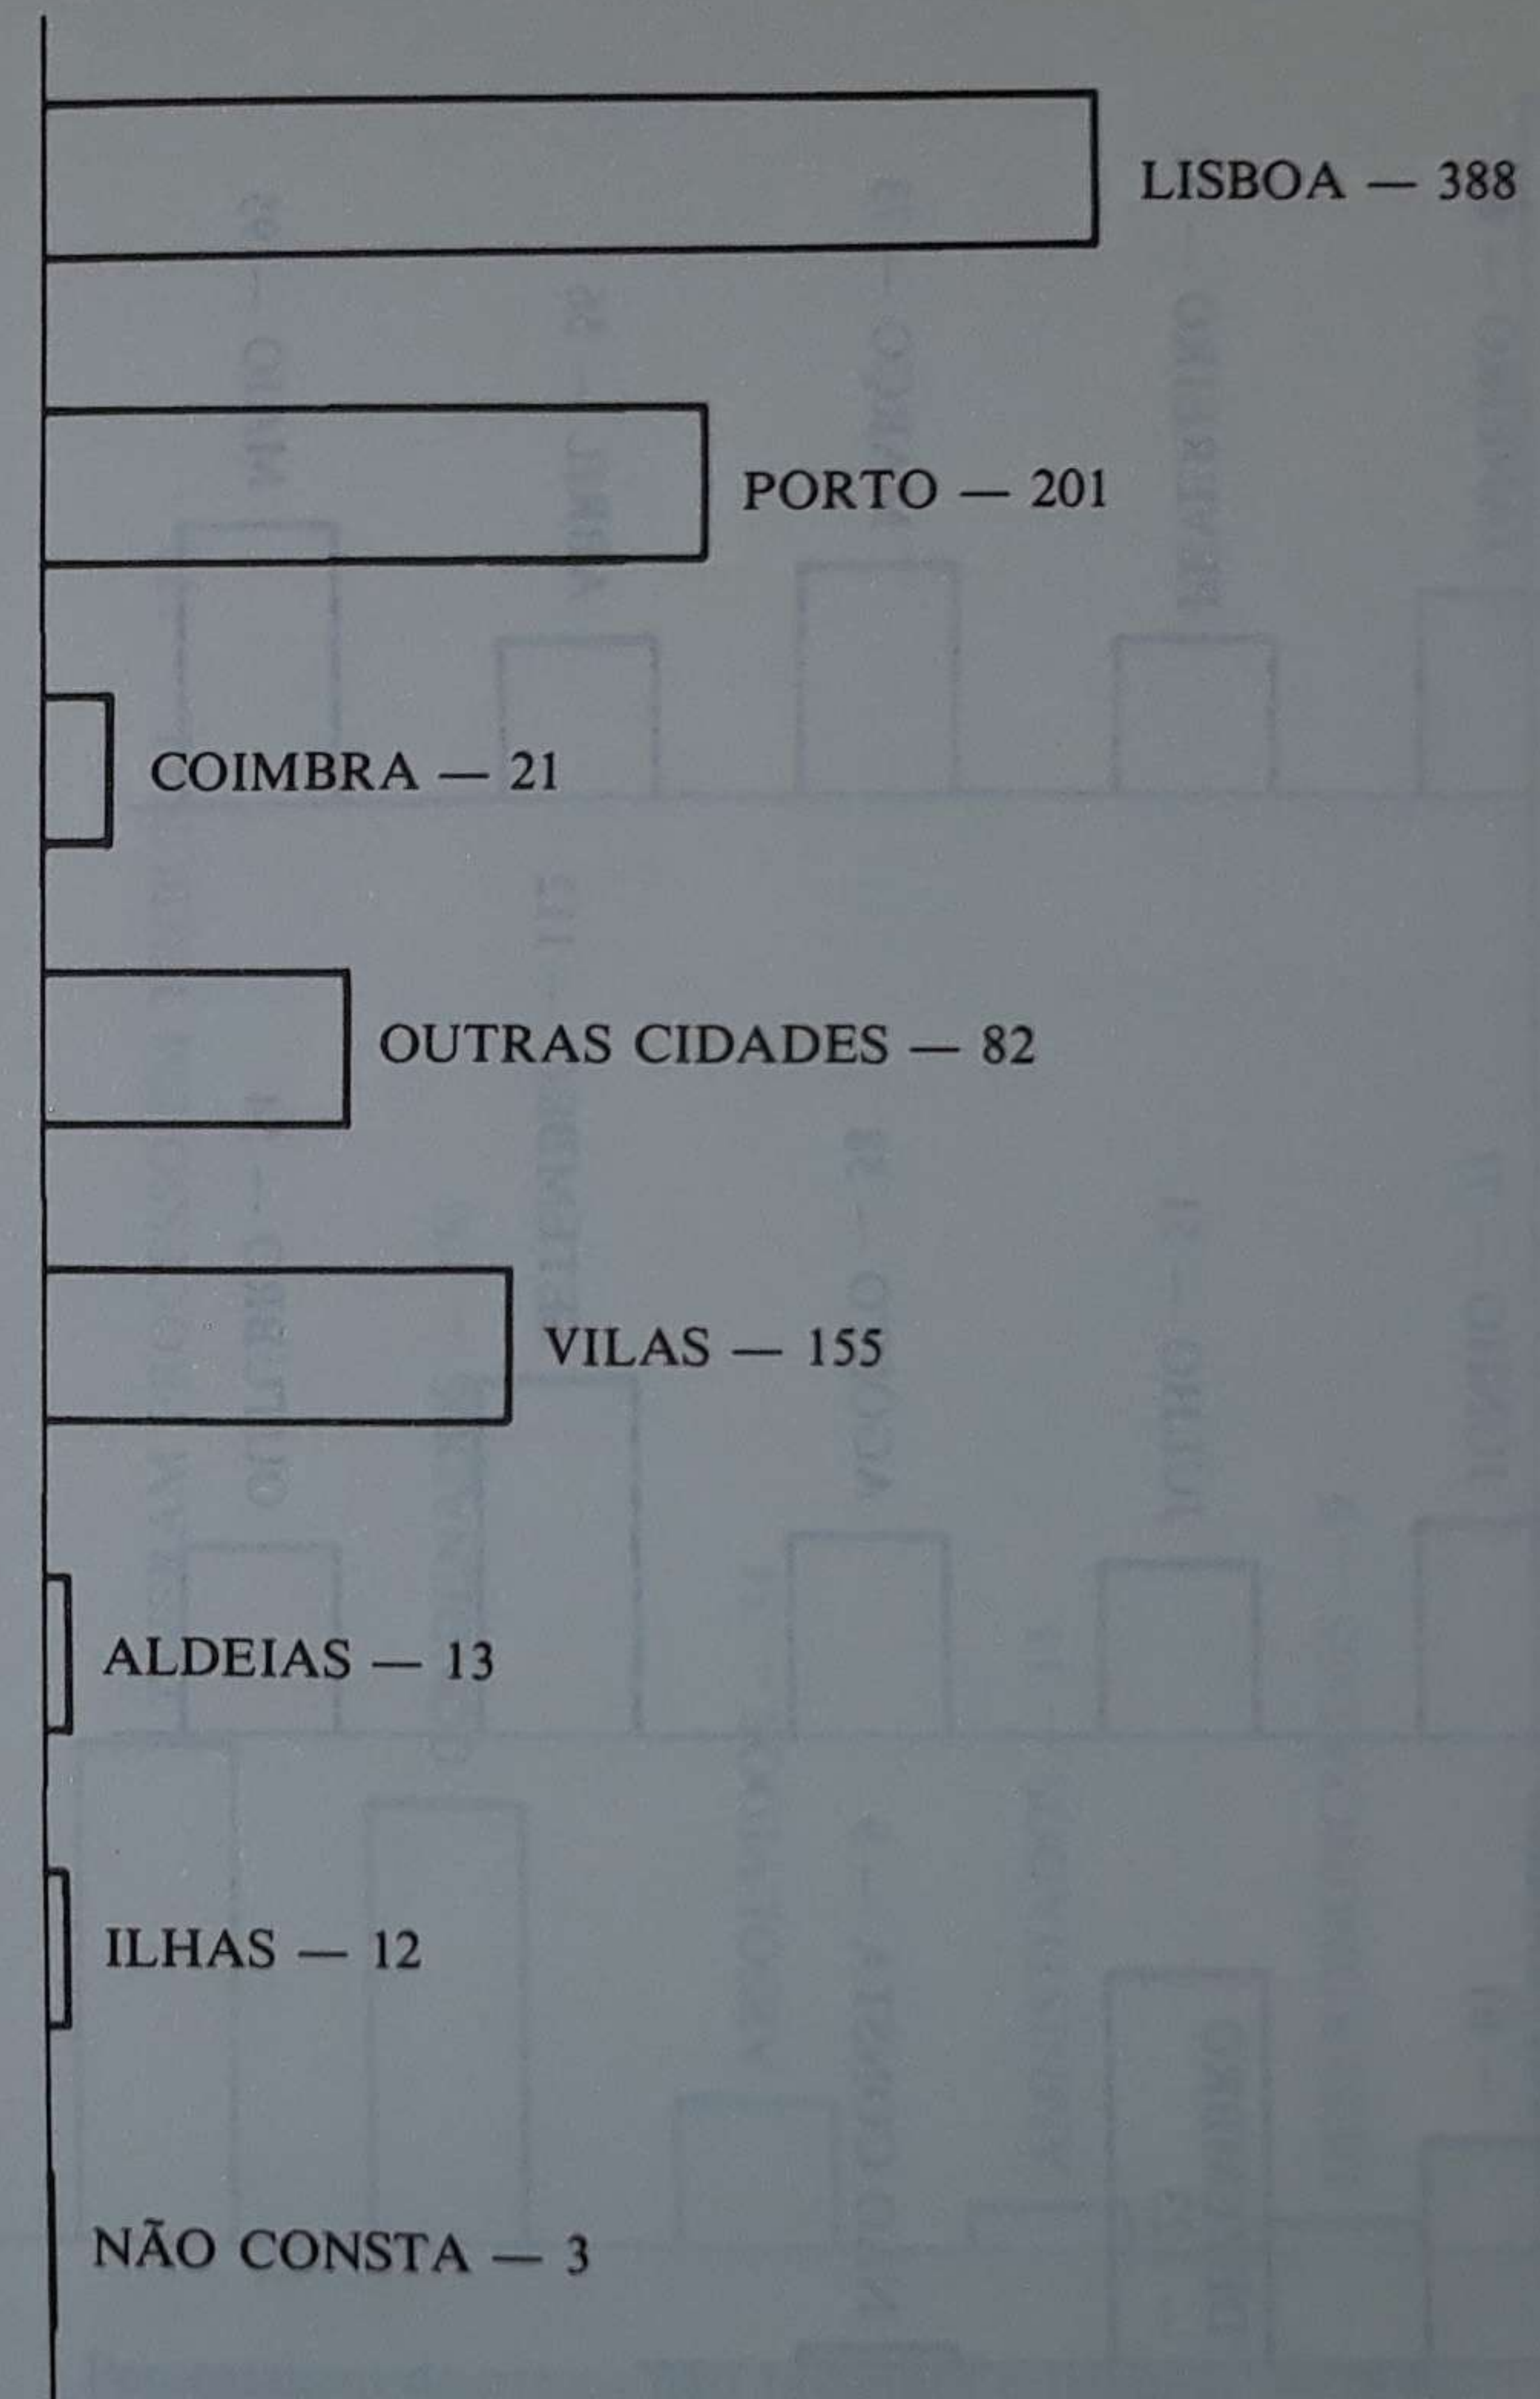 LISBOA — 388
PORTO — 201
COIMBRA — 21
OUTRAS CIDADES — 82
VILAS — 155
ALDEIAS — 13
ILHAS — 12
NÃO CONSTA — 3